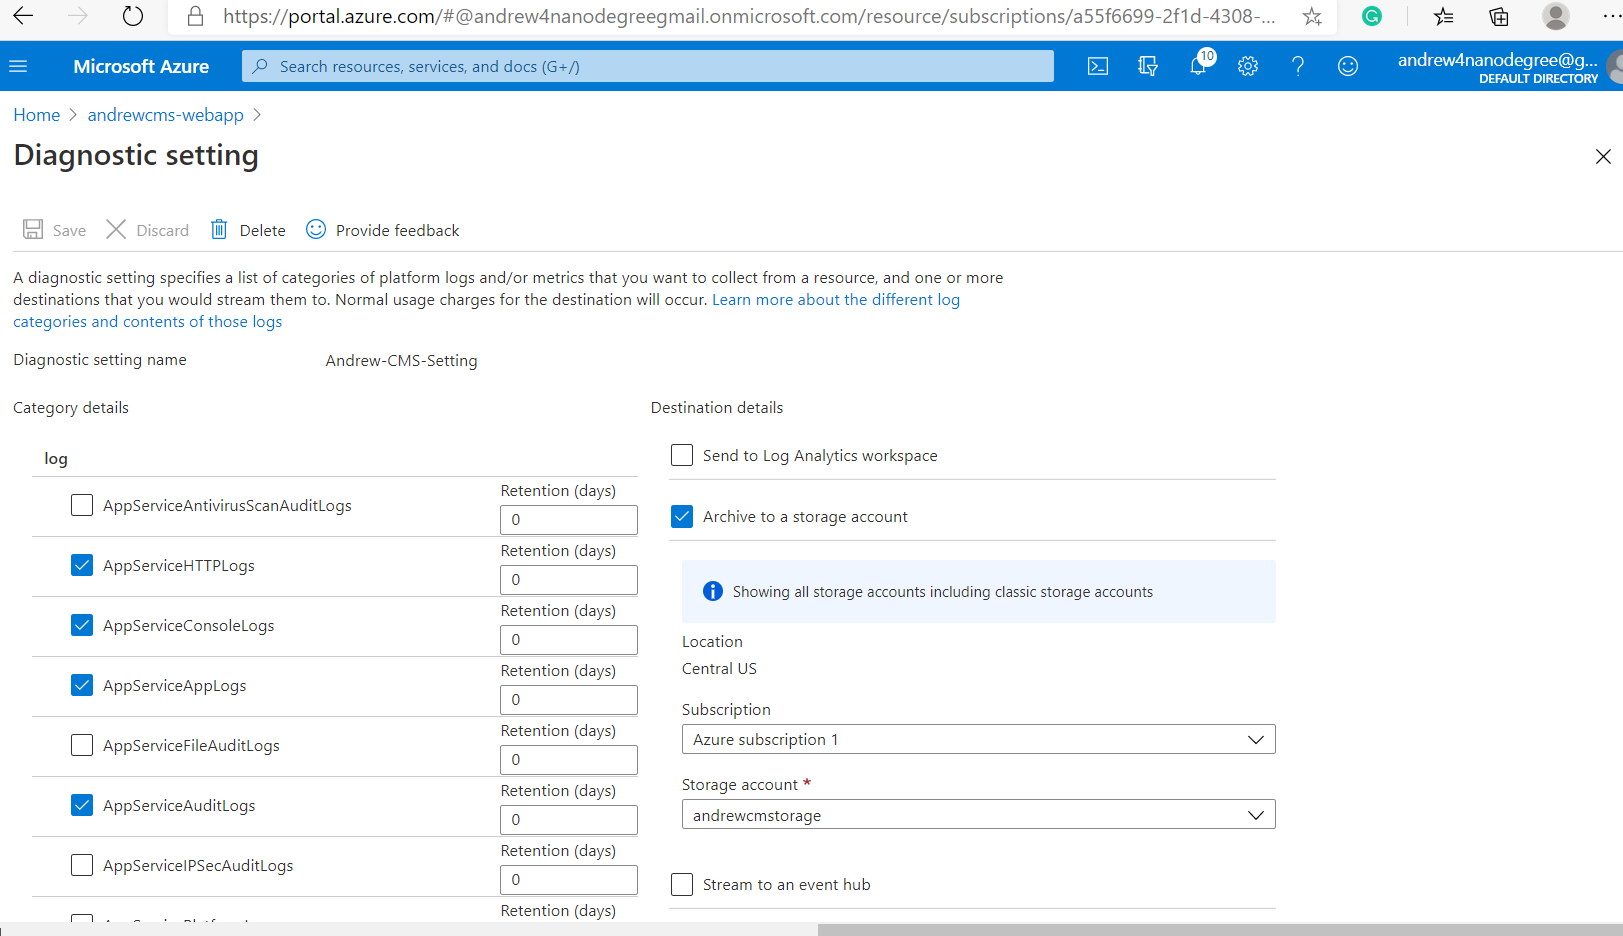 https://portal.azure.com/#@andrew4nanodegreegmail.onmicrosoft.com/resource/subscriptions/a55f6699-2f1d-4308-...
Microsoft Azure
Search resources, services, and docs (G+/)
10
andrew4nanodegree@g...
DEFAULT DIRECTORY
Home > andrewcms-webapp >
Diagnostic setting
Save Discard Delete Provide feedback
A diagnostic setting specifies a list of categories of platform logs and/or metrics that you want to collect from a resource, and one or more
destinations that you would stream them to. Normal usage charges for the destination will occur. Learn more about the different log
categories and contents of those logs
Diagnostic setting name Andrew-CMS-Setting
Category details
log
AppServiceAntivirusScanAuditLogs
Retention (days)
0
AppServiceHTTPLogs
Retention (days)
0
AppServiceConsoleLogs
Retention (days)
0
AppServiceAppLogs
Retention (days)
0
AppServiceFileAuditLogs
Retention (days)
0
AppServiceAuditLogs
Retention (days)
0
AppServiceIPSecAuditLogs
Retention (days)
0
Retention (days)
Destination details
Send to Log Analytics workspace
Archive to a storage account
Showing all storage accounts including classic storage accounts
Location
Central US
Subscription
Azure subscription 1
Storage account *
andrewcmstorage
Stream to an event hub